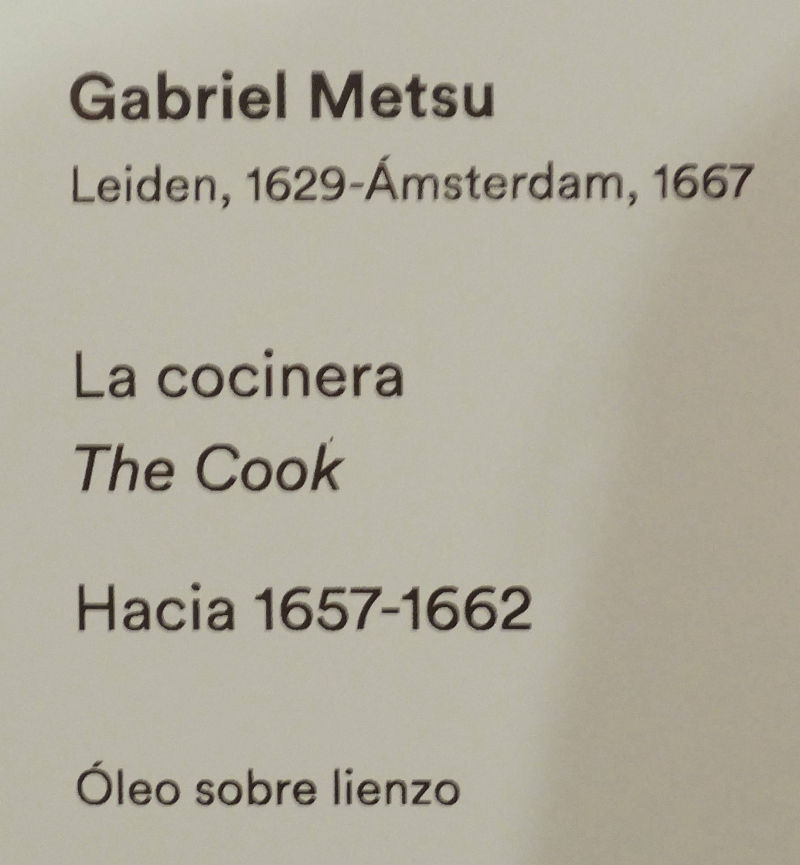 Gabriel Metsu
Leiden, 1629-Ámsterdam, 1667
La cocinera
The Cook
Hacia 1657-1662
Óleo sobre lienzo